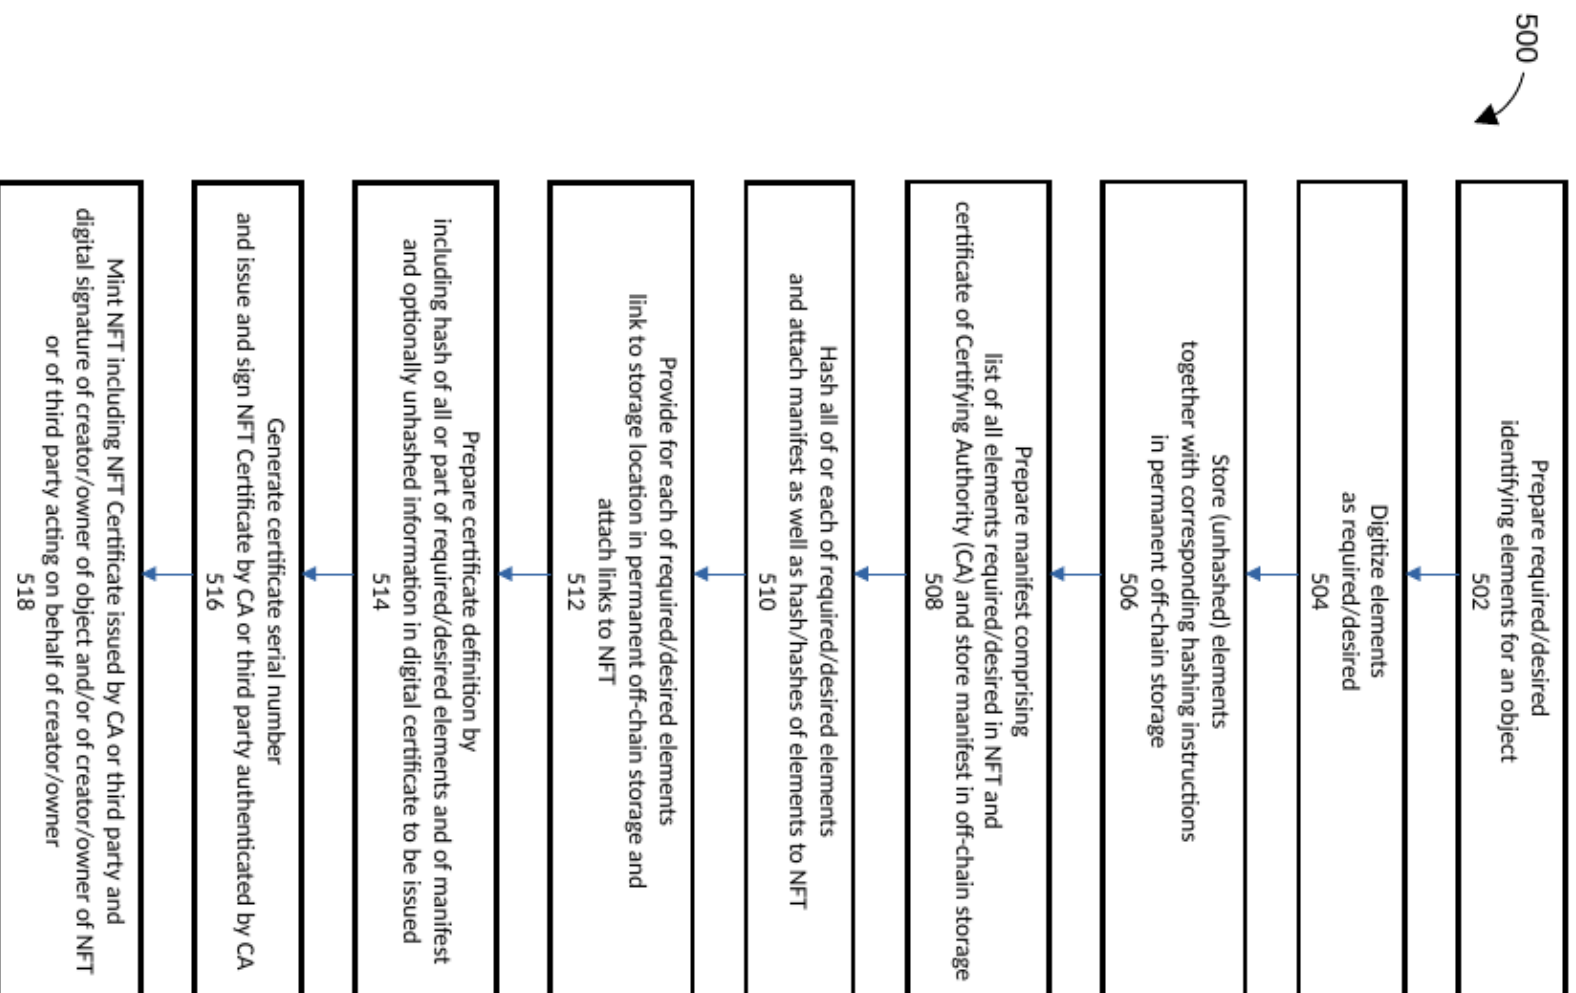 500
Prepare required/desired
identifying elements for an object
502
Digitize elements
as required/desired
504
Store (unhashed) elements
together with corresponding hashing instructions
in permanent off-chain storage
506
Prepare manifest comprising
list of all elements required/desired in NFT and
certificate of Certifying Authority (CA) and store manifest in off-chain storage
508
Hash all of or each of required/desired elements
and attach manifest as well as hash/hashes of elements to NFT
510
Provide for each of required/desired elements
link to storage location in permanent off-chain storage and
attach links to NFT
512
Prepare certificate definition by
including hash of all or part of required/desired elements and of manifest
and optionally unhashed information in digital certificate to be issued
514
Generate certificate serial number
and issue and sign NFT Certificate by CA or third party authenticated by CA
516
Mint NFT including NFT Certificate issued by CA or third party and
digital signature of creator/owner of object and/or of creator/owner of NFT
or of third party acting on behalf of creator/owner
518